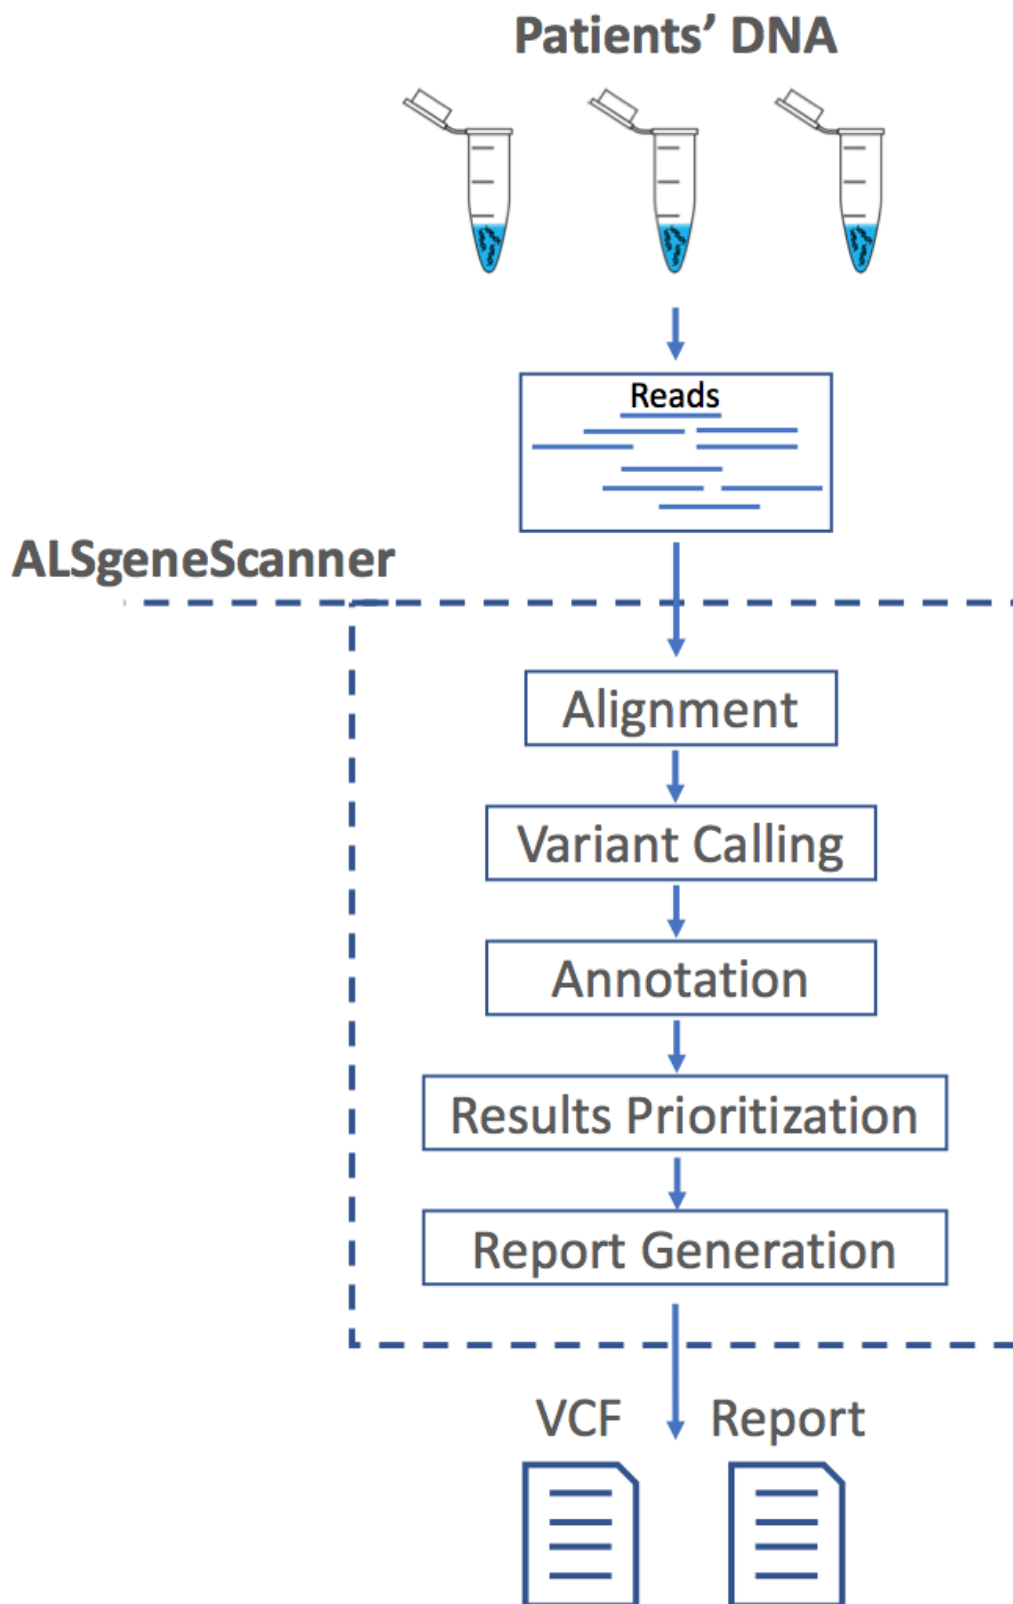 Patients’ DNA
Reads
ALSgeneScanner
Alignment
Variant Calling
Annotation
Results Prioritization
Report Generation
VCF
Report